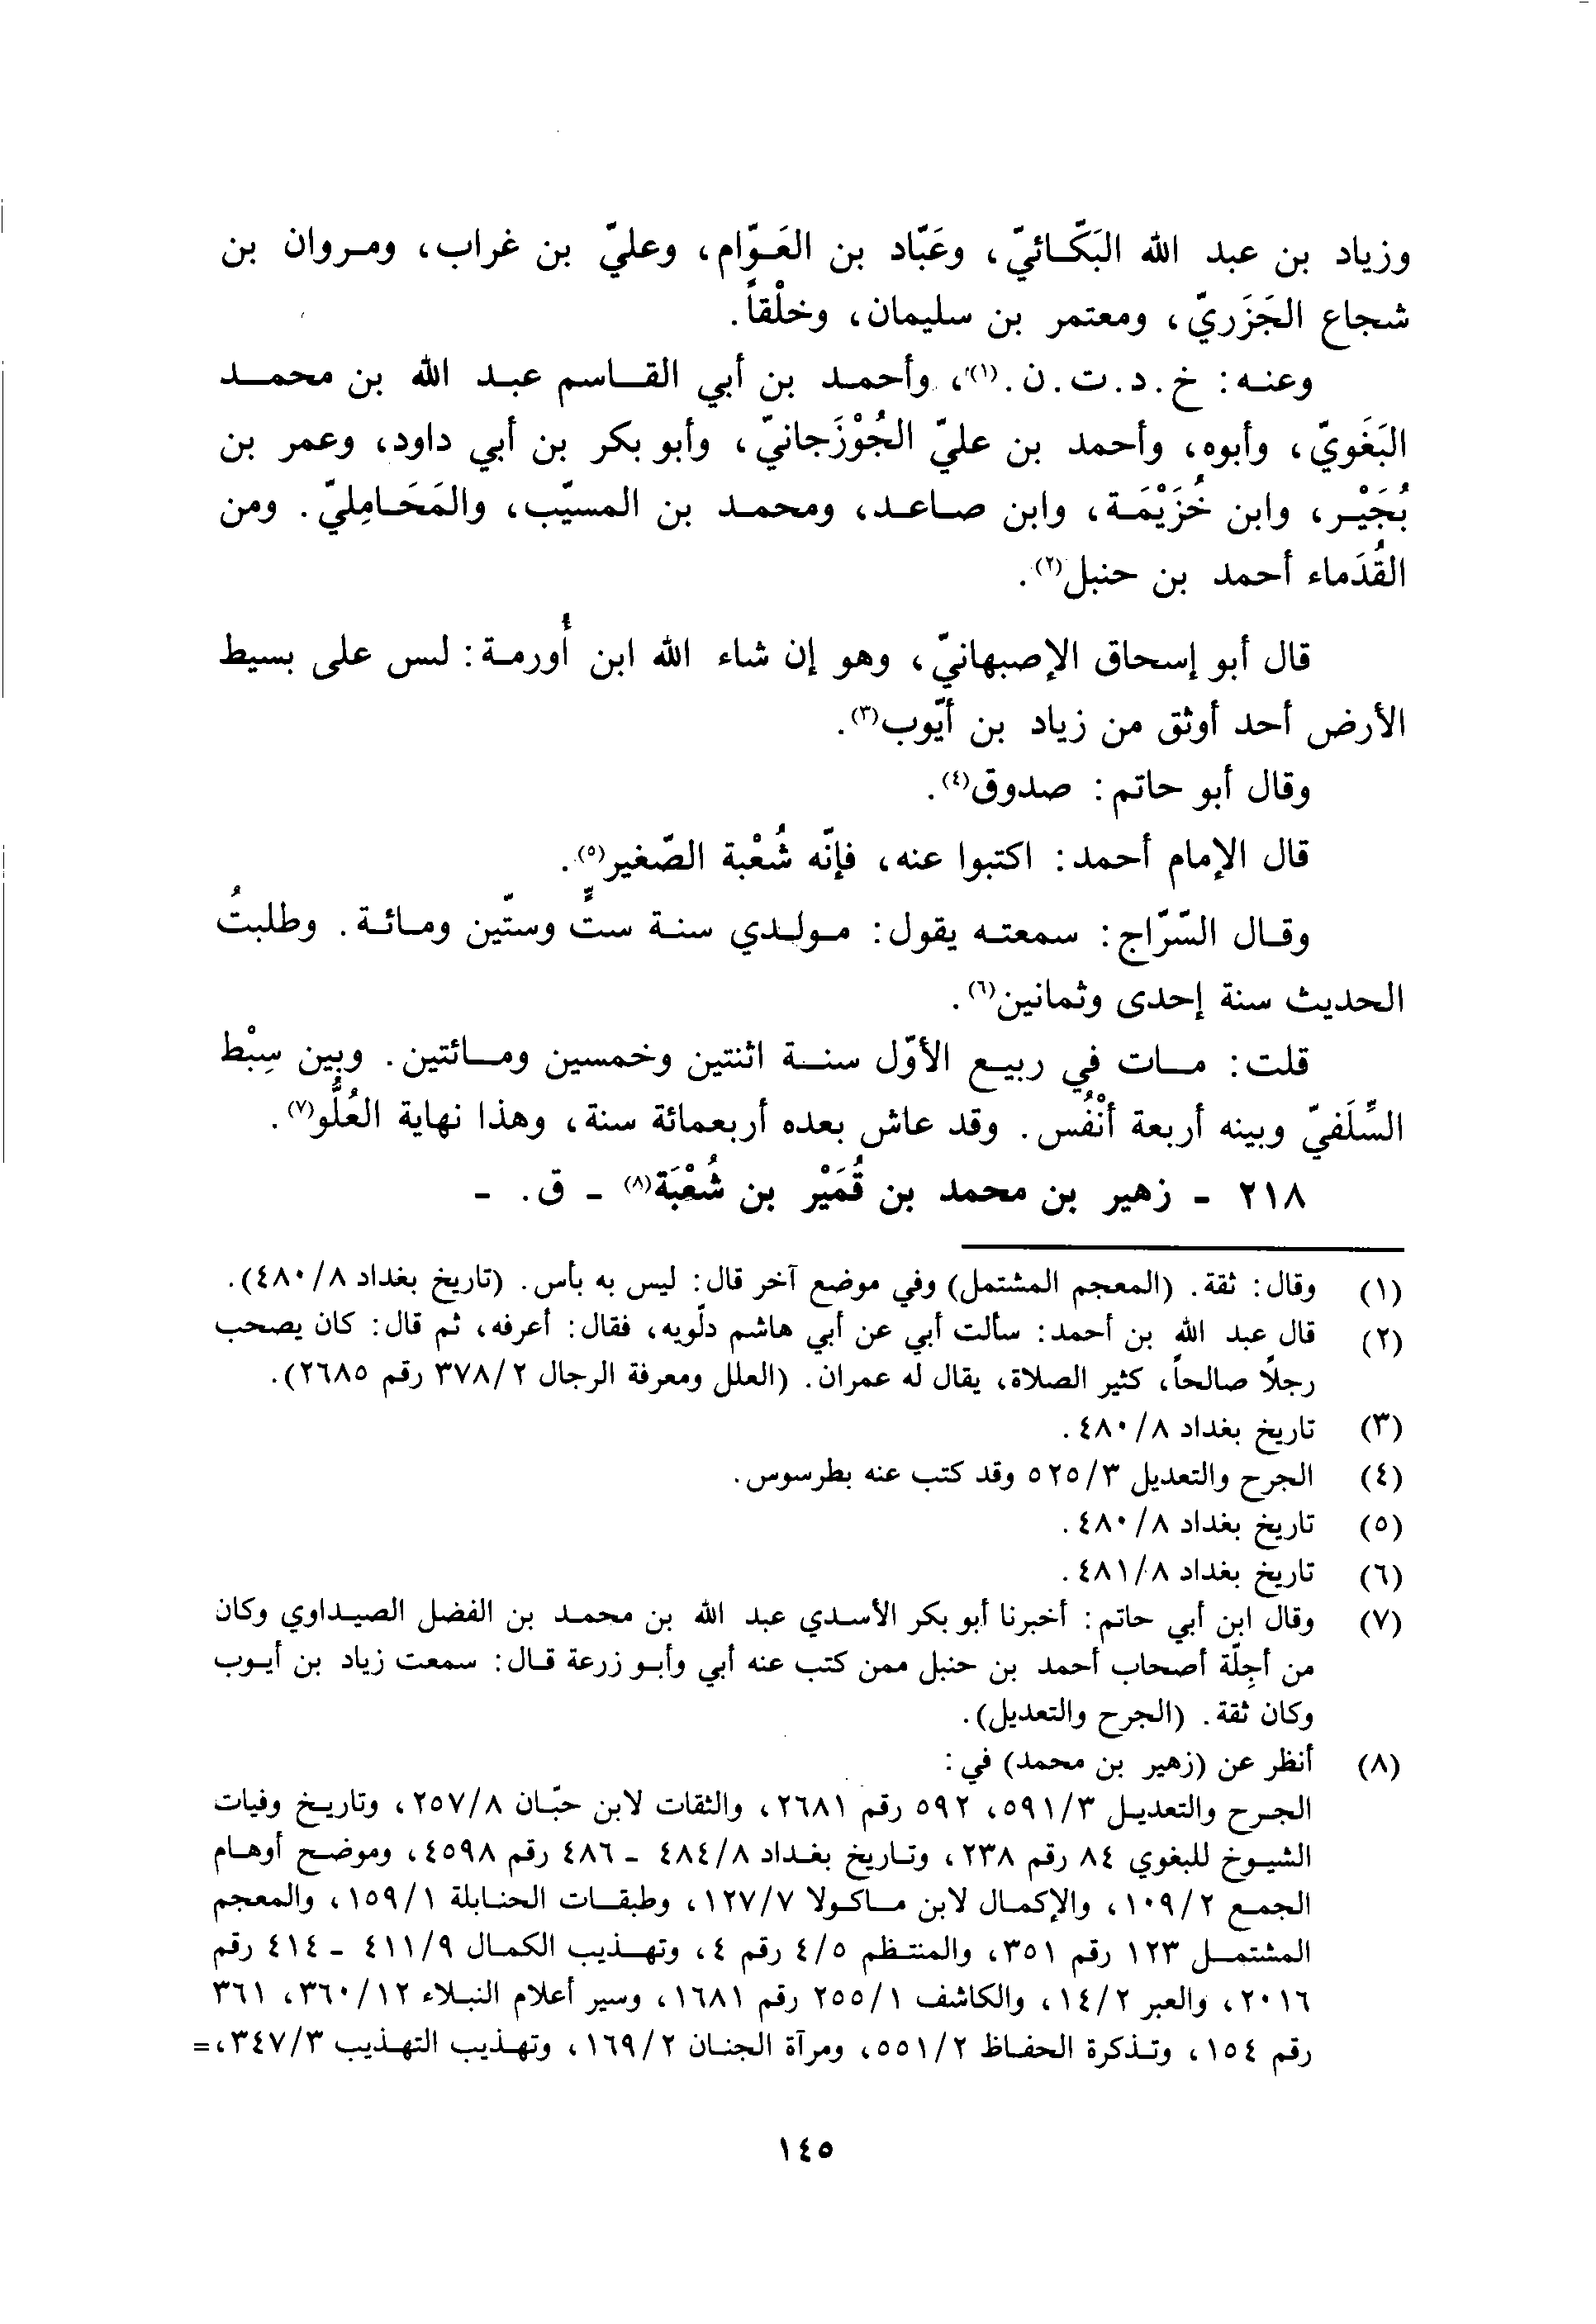 وزياد بن عبد الله البَكّائيّ، وعَبّاد بن العَوّام، وعليّ بن غراب، ومروان بن
شجاع الجَزَريّ، ومعتمر بن سليمان، وخلْقاً.
وعنه: خ.د.ت.ن.(١)، وأحمد بن أبي القاسم عبد الله بن محمد
البَغَويّ، وأبوه، وأحمد بن عليّ الجُوْزَجانيّ، وأبو بكر بن أبي داود، وعمر بن
بُجَيْر، وابن خُزَيْمَة، وابن صاعد، ومحمد بن المسيّب، والمَحَامِليّ. ومن
القُدَماء أحمد بن حنبل(٢).
قال أبو إسحاق الإصبهانيّ، وهو إن شاء الله ابن أُورمة: لىس على بسيط
الأرض أحد أوثق من زياد بن أيّوب(٣).
وقال أبو حاتم: صدوق(٤).
قال الإمام أحمد: اكتبوا عنه، فإنّه شُعْبة الصّغير(٥).
وقال السّرّاج: سمعته يقول: مولدي سنة ستٍّ وستّين ومائة. وطلبتُ
الحديث سنة إحدى وثمانين(٦).
قلت: مات في ربيع الأوّل سنة اثنتين وخمسين ومائتين. وبين سِبْط
السِّلَفيّ وبينه أربعة أنْفُس. وقد عاش بعده أربعمائة سنة، وهذا نهاية العُلُّو(٧).
٢١٨ - زهير بن محمد بن قُمَيْر بن شُعْبَة(٨) - ق. -
(١) وقال: ثقة. (المعجم المشتمل) وفي موضع آخر قال: ليس به بأس. (تاريخ بغداد ٨/٤٨٠).
(٢) قال عبد الله بن أحمد: سألت أبي عن أبي هاشم دلّويه، فقال: أعرفه، ثم قال: كان يصحب
رجلاً صالحاً، كثير الصلاة، يقال له عمران. (العلل ومعرفة الرجال ٢/٣٧٨ رقم ٢٦٨٥).
(٣) تاريخ بغداد ٨/٤٨٠.
(٤) الجرح والتعديل ٣/٥٢٥ وقد كتب عنه بطرسوس.
(٥) تاريخ بغداد ٨/٤٨٠.
(٦) تاريخ بغداد ٨/٤٨١.
(٧) وقال ابن أبي حاتم: أخبرنا أبو بكر الأسدي عبد الله بن محمد بن الفضل الصيداوي وكان
من أجِلّة أصحاب أحمد بن حنبل ممن كتب عنه أبي وأبو زرعة قال: سمعت زياد بن أيوب
وكان ثقة. (الجرح والتعديل).
(٨) أنظر عن (زهير بن محمد) في:
الجرح والتعديل ٣/٥٩١، ٥٩٢ رقم ٢٦٨١، والثقات لابن حبّان ٨/٢٥٧، وتاريخ وفيات
الشيوخ للبغوي ٨٤ رقم ٢٣٨، وتاريخ بغداد ٨/٤٨٤ - ٤٨٦ رقم ٤٥٩٨، وموضح أوهام
الجمع ٢/١٠٩، والإكمال لابن ماكولا ٧/١٢٧، وطبقات الحنابلة ١/١٥٩، والمعجم
المشتمل ١٢٣ رقم ٣٥١، والمنتظم ٥/٤ رقم ٤، وتهذيب الكمال ٩/٤١١ - ٤١٤ رقم
٢٠١٦، والعبر ٢/١٤، والكاشف ١/٢٥٥ رقم ١٦٨١، وسير أعلام النبلاء ١٢/٣٦٠، ٣٦١
رقم ١٥٤، وتذكرة الحفاظ ٢/٥٥١، ومرآة الجنان ٢/١٦٩، وتهذيب التهذيب ٣/٣٤٧،=
١٤٥